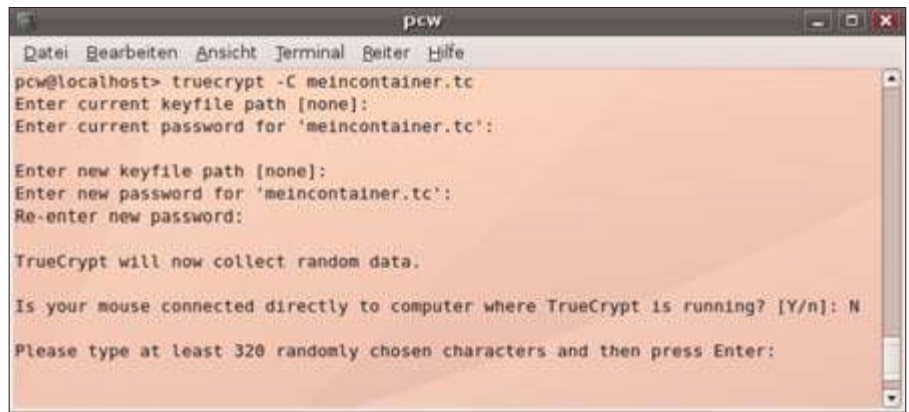 pcw
Datei Bearbeiten Ansicht Terminal Reiter Hilfe
pcw@localhost> truecrypt -C meincontainer.tc
Enter current keyfile path [none]:
Enter current password for 'meincontainer.tc':
Enter new keyfile path [none]:
Enter new password for 'meincontainer.tc':
Re-enter new password:
TrueCrypt will now collect random data.
Is your mouse connected directly to computer where TrueCrypt is running? [Y/n]: N
Please type at least 320 randomly chosen characters and then press Enter: